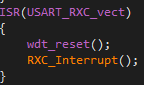 ISR(USART_RXC_vect)
{
    wdt_reset();
    RXC_Interrupt();
}